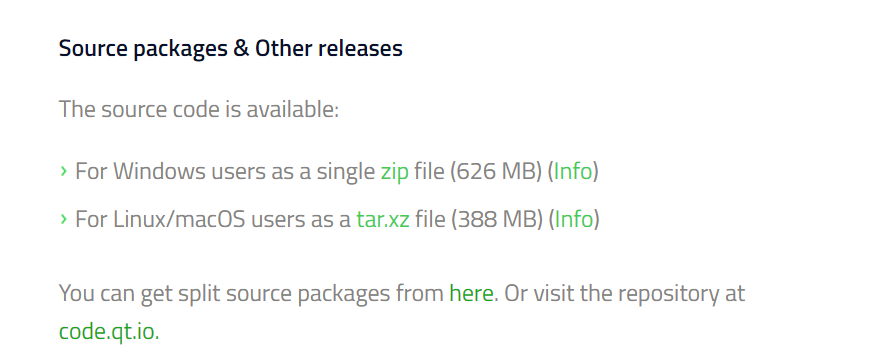 Source packages & Other releases
The source code is available:
› For Windows users as a single zip file (626 MB) (Info)
› For Linux/macOS users as a tar.xz file (388 MB) (Info)
You can get split source packages from here. Or visit the repository at
code.qt.io.